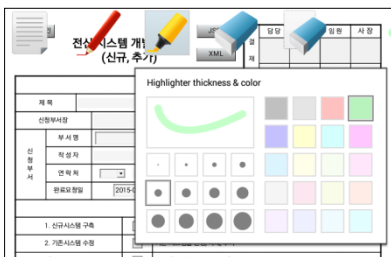 전산시스템 개발
(신규, 추가)
XML
담당
임원
사장
결
재
Highlighter thickness & color
제 목
신청부서장
신
청
부
서
부 서 명
작 성 자
연 락 처
완료요청일
2015-0
1. 신규시스템 구축
2. 기존시스템 수정